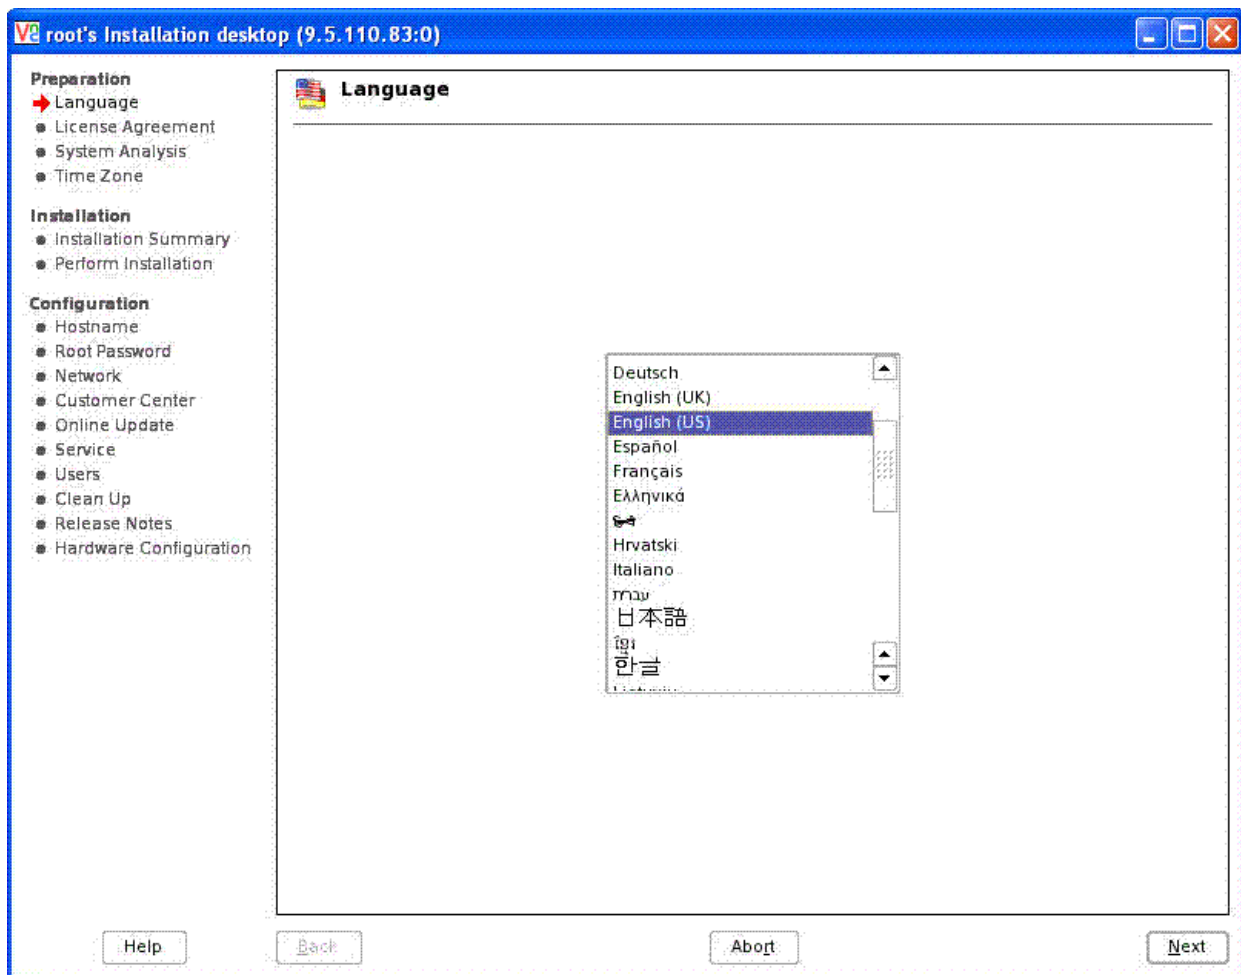 root's Installation desktop (9.5.110.83:0)
Preparation
Language
License Agreement
System Analysis
Time Zone
Installation
Installation Summary
Perform Installation
Configuration
Hostname
Root Password
Network
Customer Center
Online Update
Service
Users
Clean Up
Release Notes
Hardware Configuration
Language
Deutsch
English (UK)
English (US)
Español
Français
Ελληνικά
Hrvatski
Italiano
עברית
日本語
ខ្មែរ
한글
Help
Back
Abort
Next